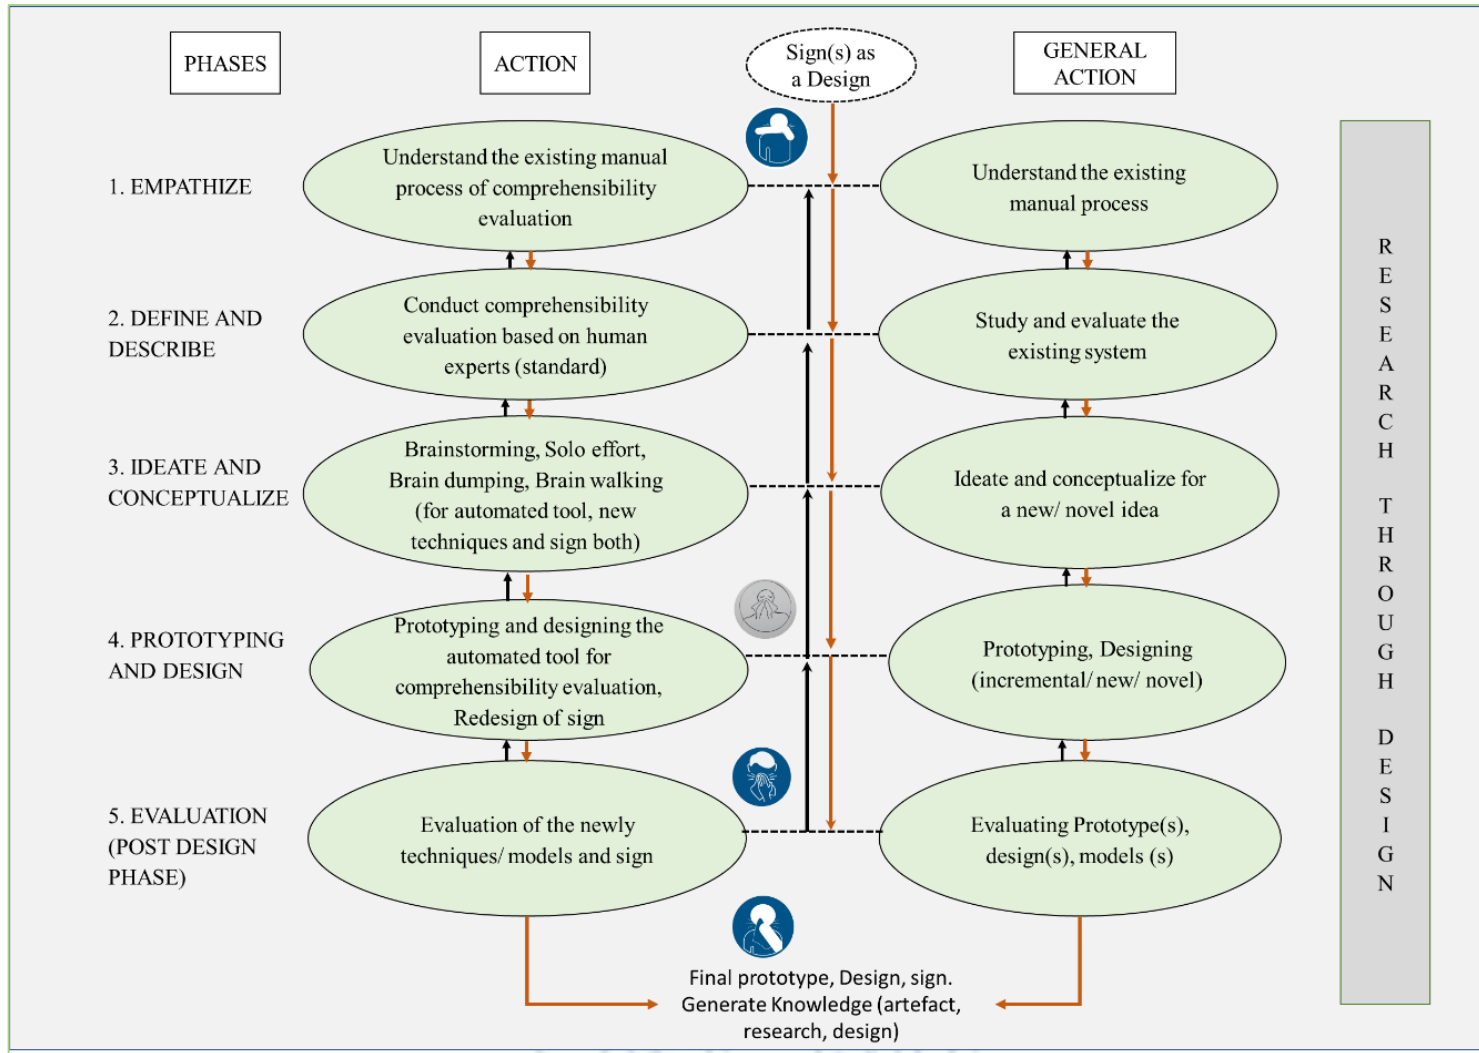 PHASES
ACTION
Sign(s) as
a Design
GENERAL
ACTION
1. EMPATHIZE
Understand the existing manual
process of comprehensibility
evaluation
Understand the existing
manual process
2. DEFINE AND
DESCRIBE
Conduct comprehensibility
evaluation based on human
experts (standard)
Study and evaluate the
existing system
3. IDEATE AND
CONCEPTUALIZE
Brainstorming, Solo effort,
Brain dumping, Brain walking
(for automated tool, new
techniques and sign both)
Ideate and conceptualize for
a new/ novel idea
4. PROTOTYPING
AND DESIGN
Prototyping and designing the
automated tool for
comprehensibility evaluation,
Redesign of sign
Prototyping, Designing
(incremental/ new/ novel)
5. EVALUATION
(POST DESIGN
PHASE)
Evaluation of the newly
techniques/ models and sign
Evaluating Prototype(s),
design(s), models (s)
Final prototype, Design, sign.
Generate Knowledge (artefact,
research, design)
RESEARCH THROUGH DESIGN